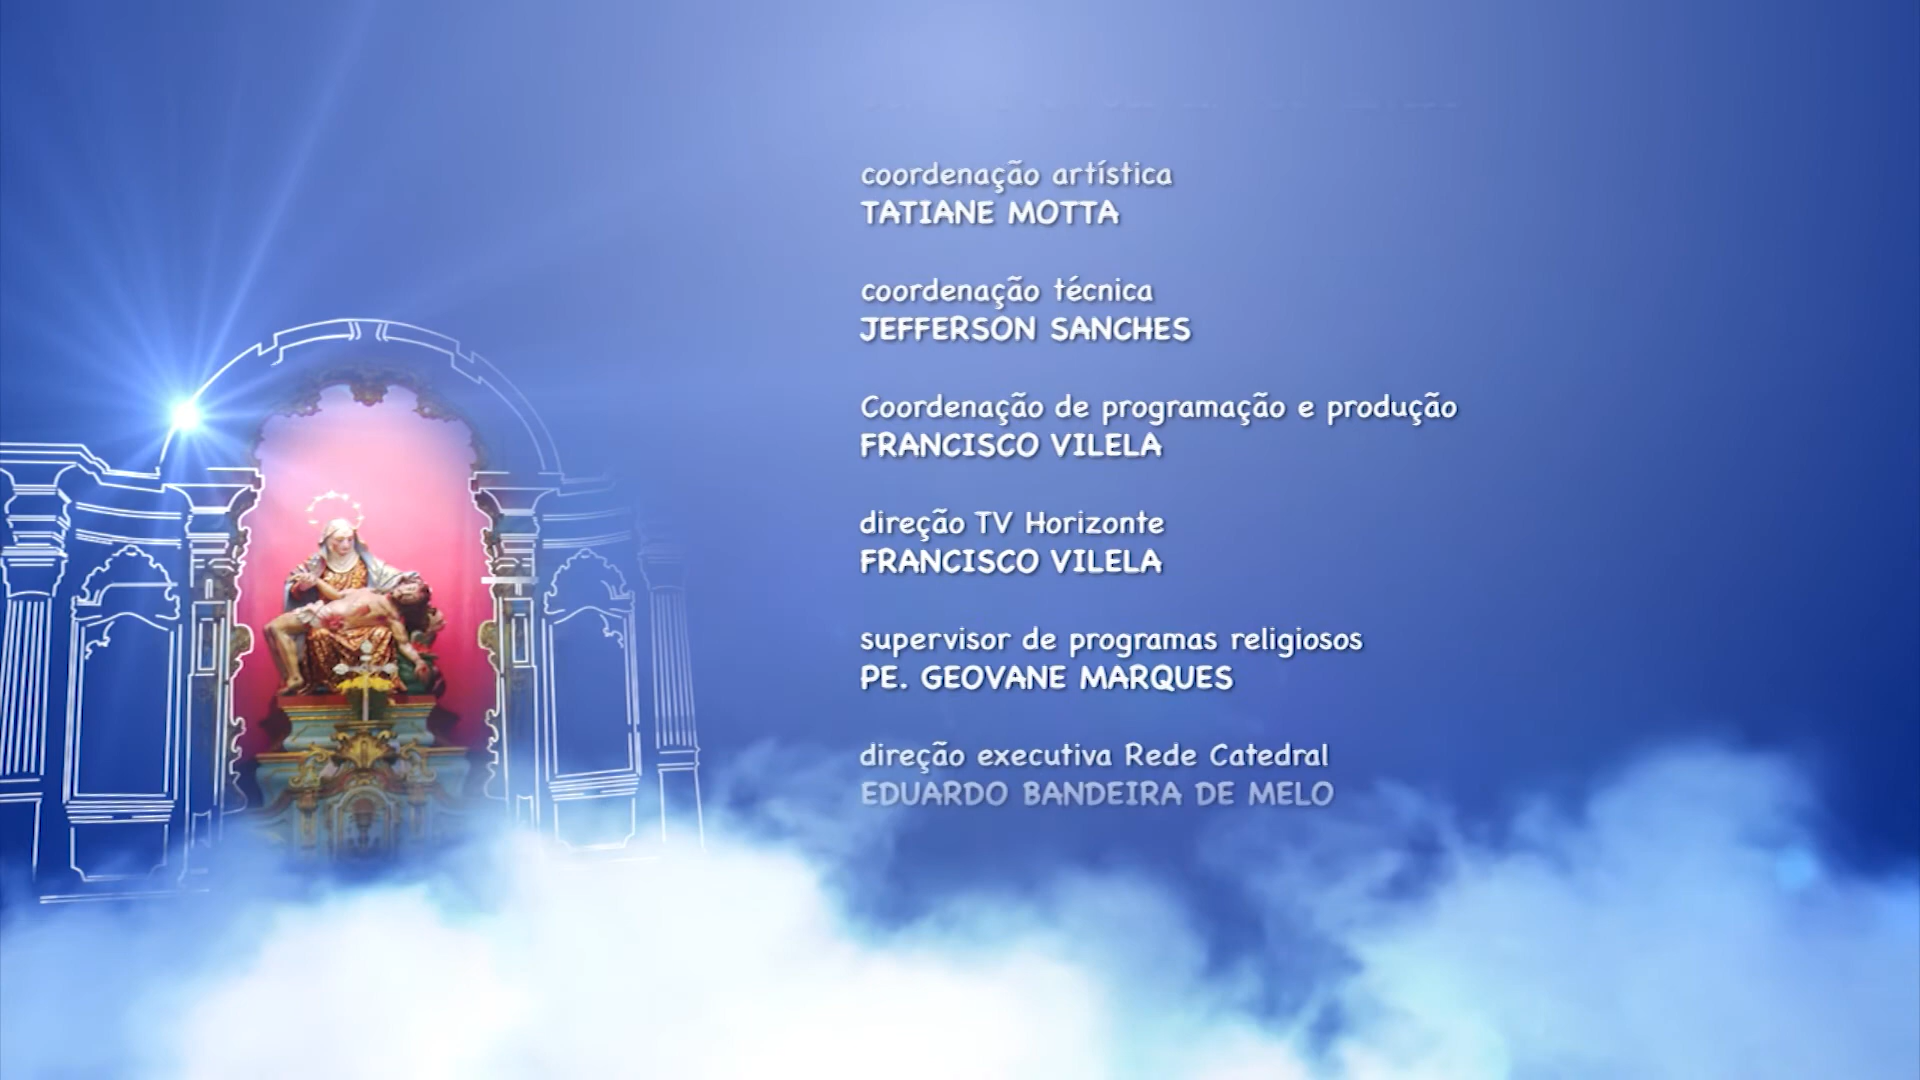 coordenação artística
TATIANE MOTTA
coordenação técnica
JEFFERSON SANCHES
Coordenação de programação e produção
FRANCISCO VILELA
direção TV Horizonte
FRANCISCO VILELA
supervisor de programas religiosos
PE. GEOVANE MARQUES
direção executiva Rede Catedral
EDUARDO BANDEIRA DE MELO